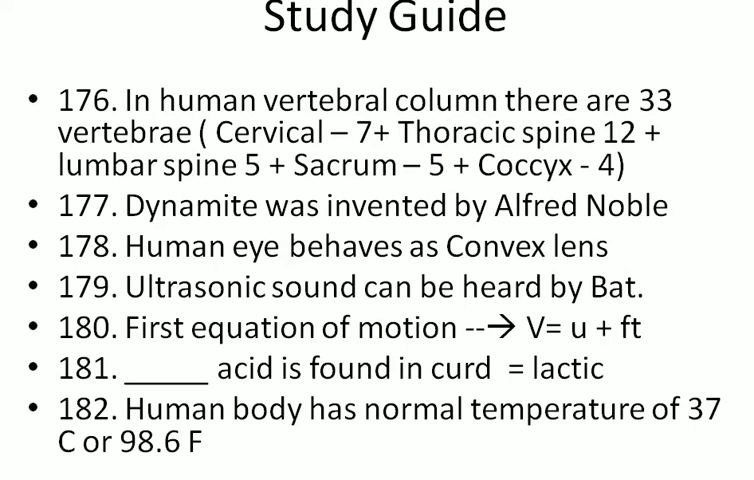 Study Guide
• 176. In human vertebral column there are 33
vertebrae ( Cervical – 7+ Thoracic spine 12 +
lumbar spine 5 + Sacrum – 5 + Coccyx - 4)
• 177. Dynamite was invented by Alfred Noble
• 178. Human eye behaves as Convex lens
• 179. Ultrasonic sound can be heard by Bat.
• 180. First equation of motion --→ V= u + ft
• 181. ______ acid is found in curd = lactic
• 182. Human body has normal temperature of 37
C or 98.6 F